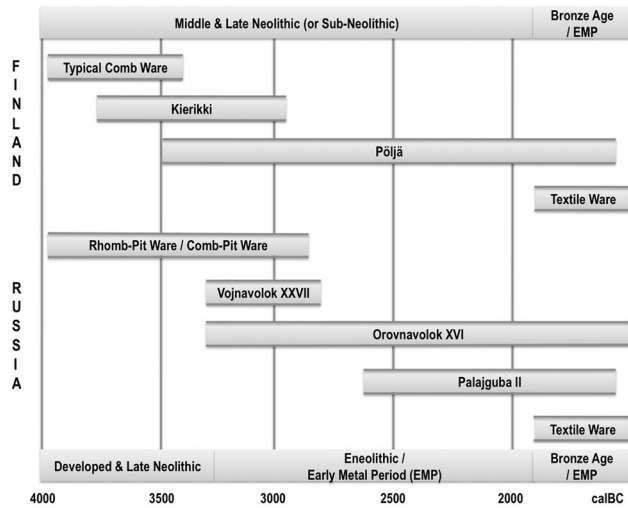 Middle & Late Neolithic (or Sub-Neolithic)
Bronze Age
/ EMP
FINLAND
Typical Comb Ware
Kierikki
Pöljä
Textile Ware
RUSSIA
Rhomb-Pit Ware / Comb-Pit Ware
Vojnavolok XXVII
Orovnavolok XVI
Palajguba II
Textile Ware
Developed & Late Neolithic
Eneolithic /
Early Metal Period (EMP)
Bronze Age
/ EMP
4000 3500 3000 2500 2000 calBC